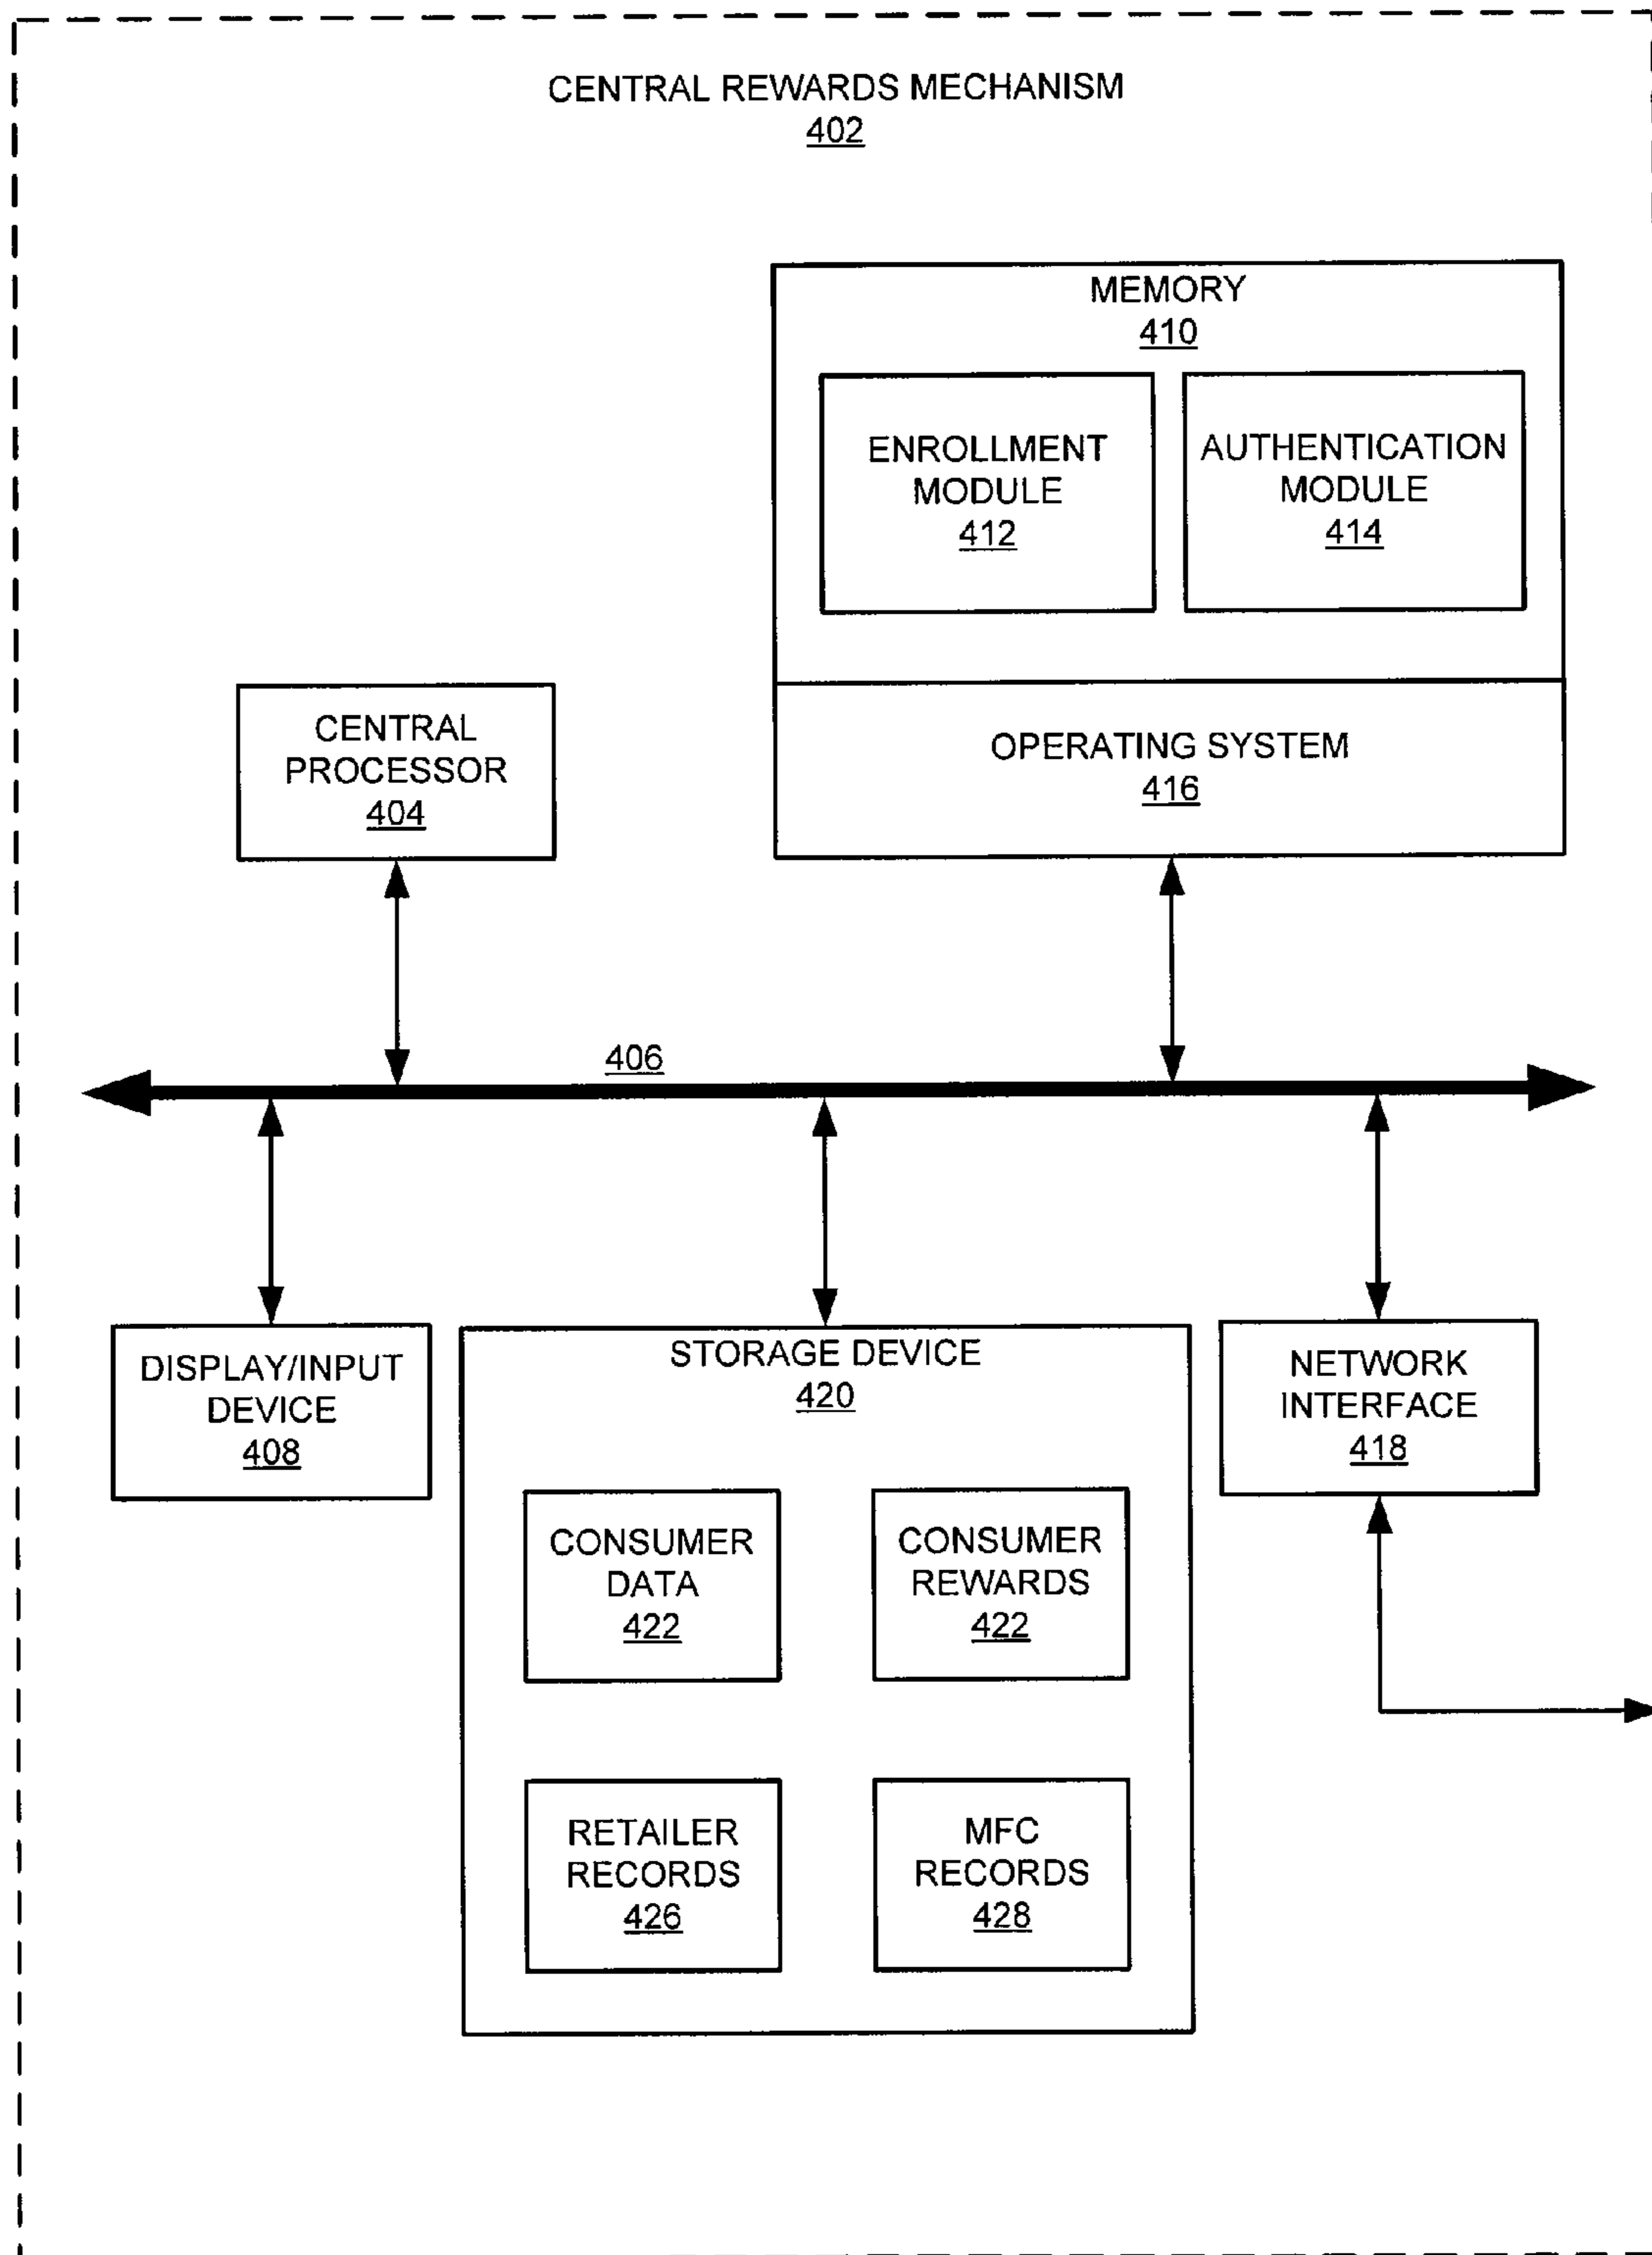 CENTRAL REWARDS MECHANISM
402
MEMORY
410
ENROLLMENT
MODULE
412
AUTHENTICATION
MODULE
414
CENTRAL
PROCESSOR
404
OPERATING SYSTEM
416
406
DISPLAY/INPUT
DEVICE
408
STORAGE DEVICE
420
NETWORK
INTERFACE
418
CONSUMER
DATA
422
CONSUMER
REWARDS
422
RETAILER
RECORDS
426
MFC
RECORDS
428